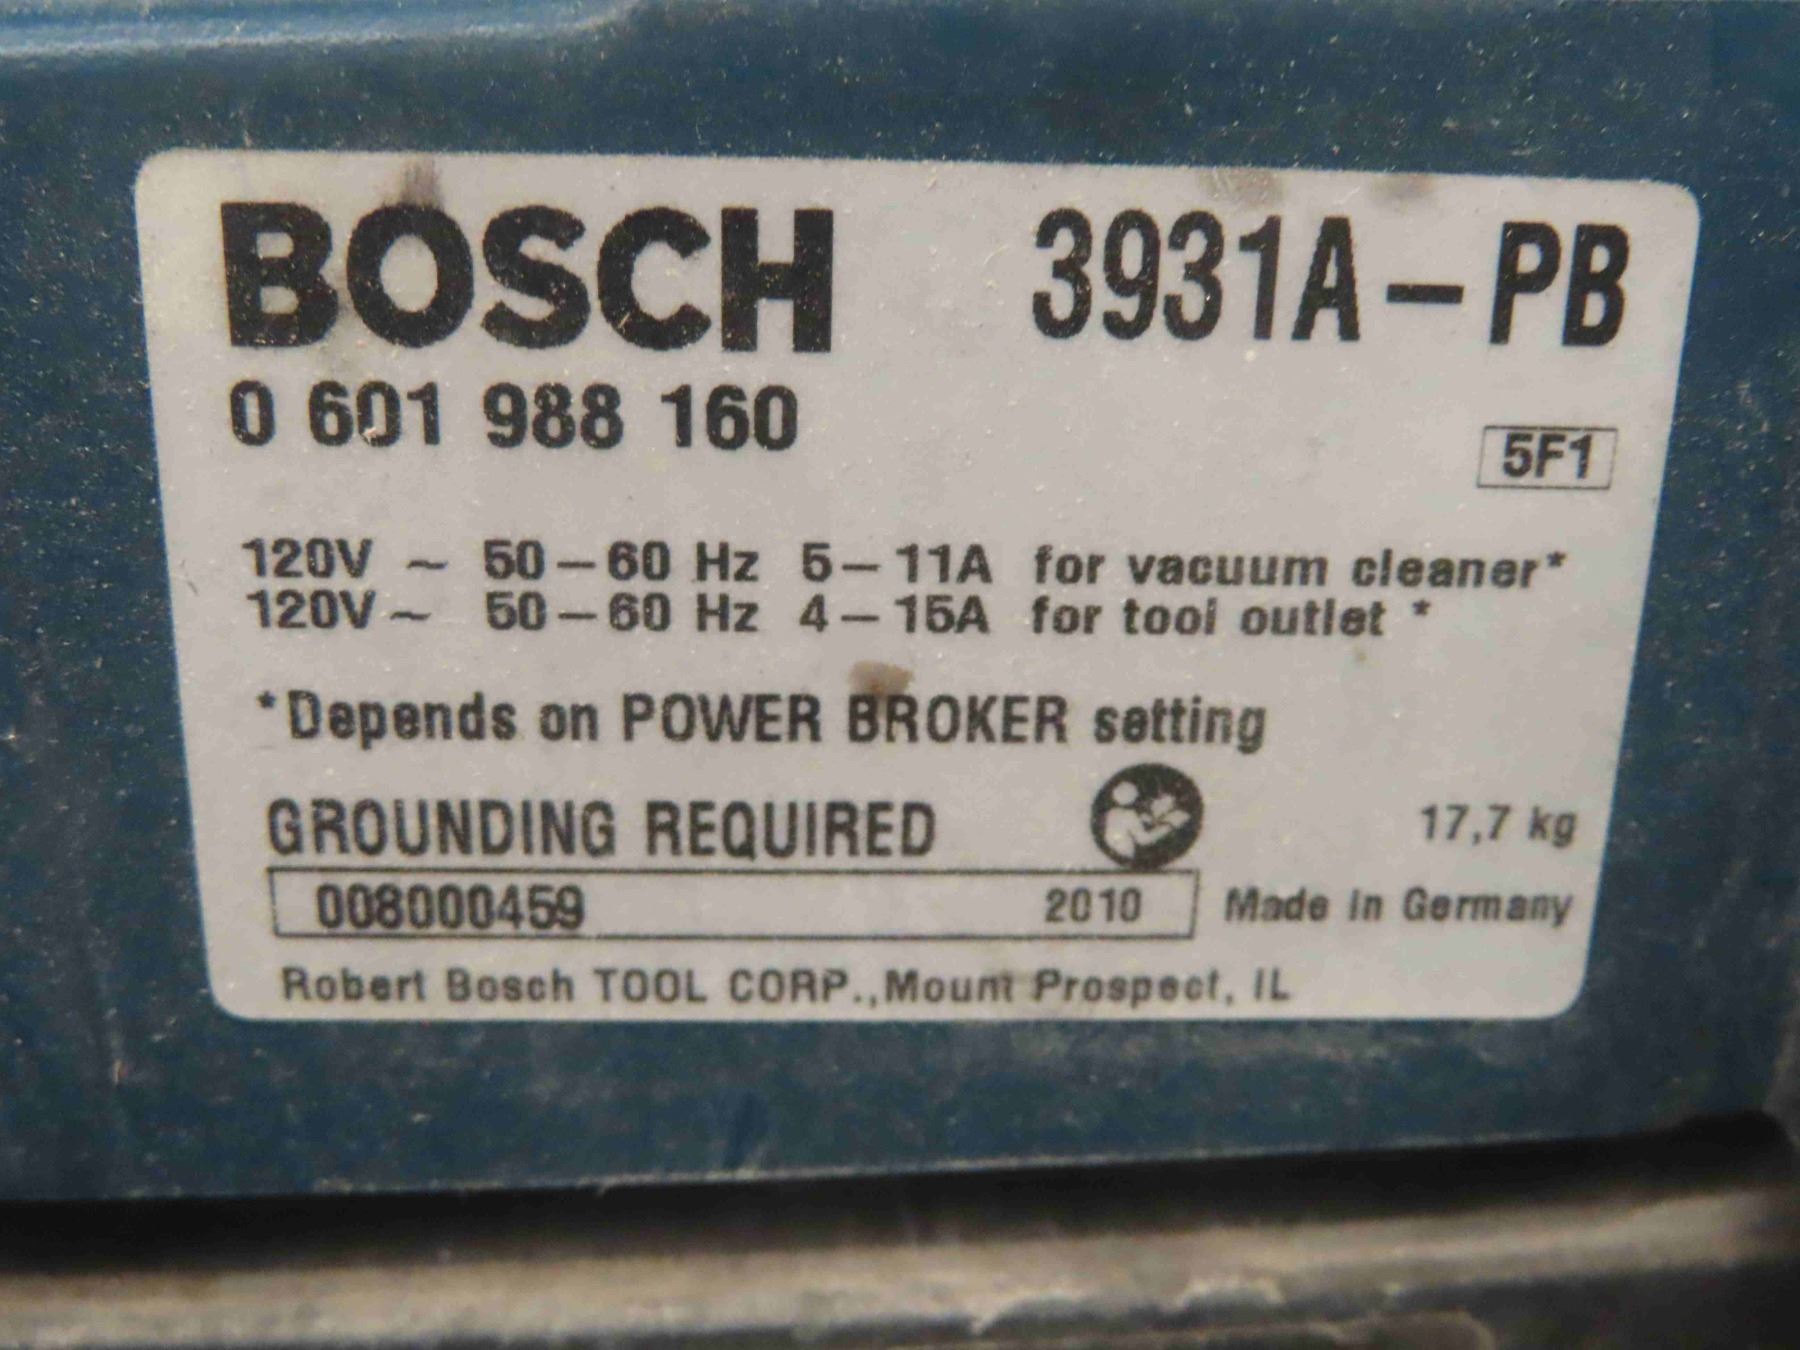 BOSCH 3931A-PB
0 601 988 160
5F1
120V ~ 50-60 Hz 5-11A for vacuum cleaner*
120V~ 50-60 Hz 4-15A for tool outlet *
*Depends on POWER BROKER setting
GROUNDING REQUIRED 17,7 kg
008000459 2010 Made in Germany
Robert Bosch TOOL CORP.,Mount Prospect, IL